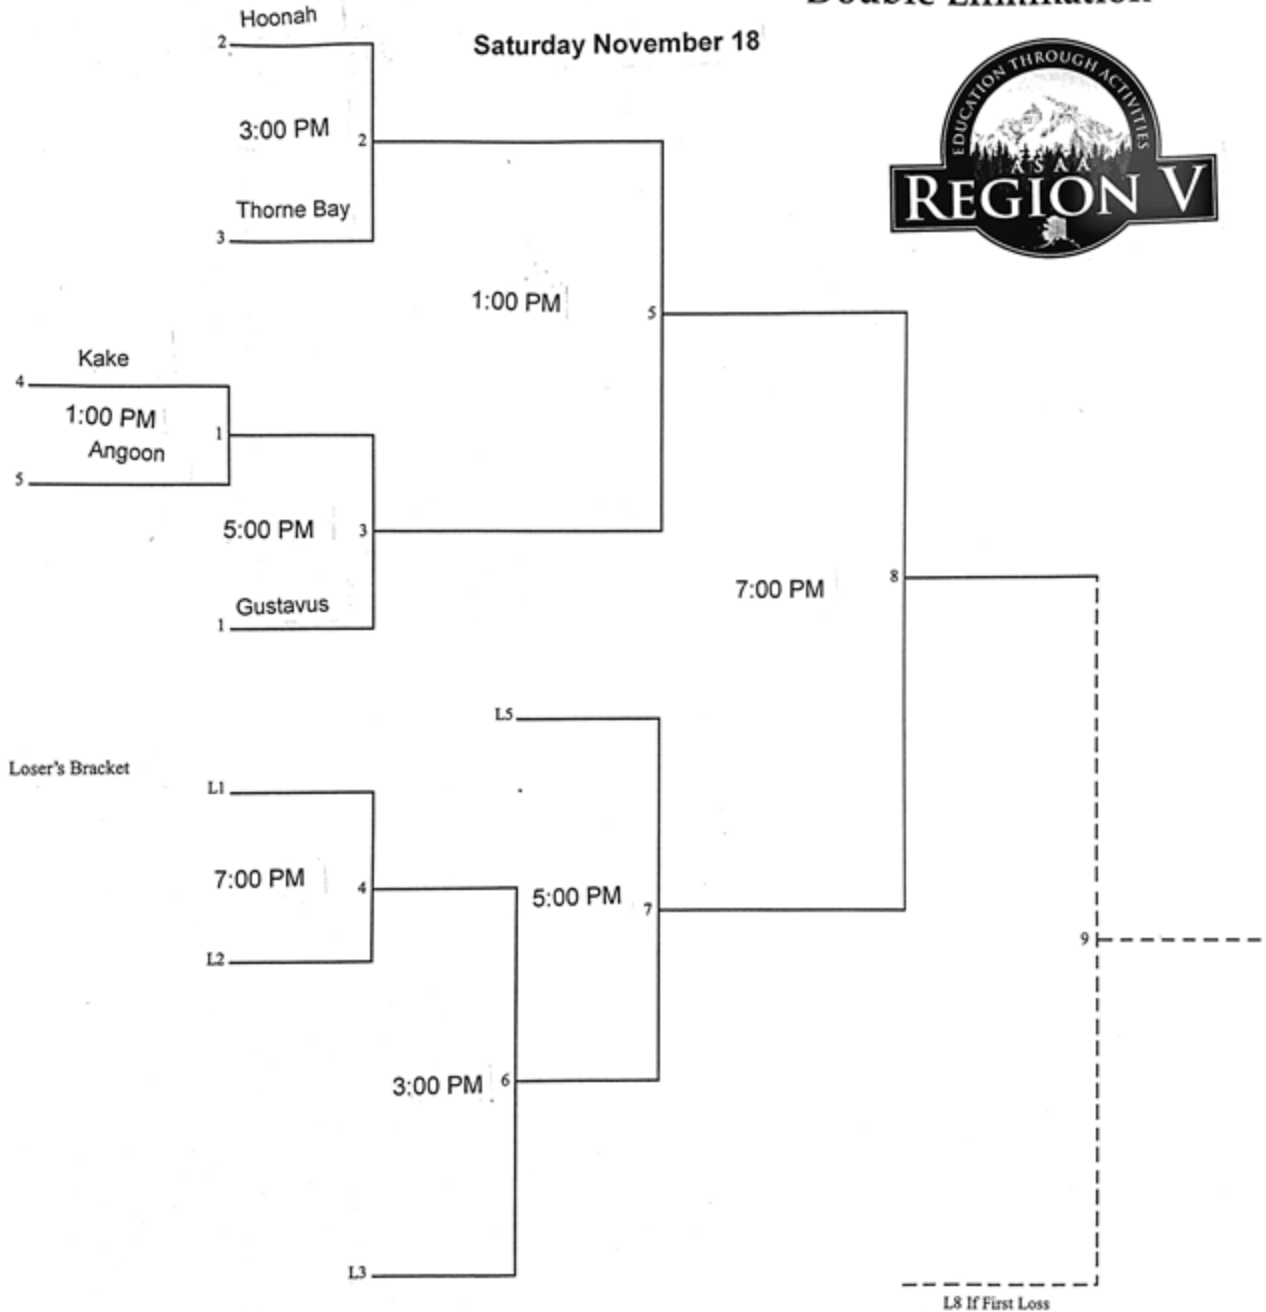 Double Elimination
Hoonah
2
Saturday November 18
3:00 PM
2
Thorne Bay
3
EDUCATION THROUGH ACTIVITIES
ASAA
REGION V
1:00 PM
5
Kake
4
1:00 PM
1
Angoon
5
5:00 PM
3
Gustavus
1
7:00 PM
8
L5
Loser's Bracket
L1
7:00 PM
4
5:00 PM
7
9
L2
3:00 PM
6
L3
L8 If First Loss